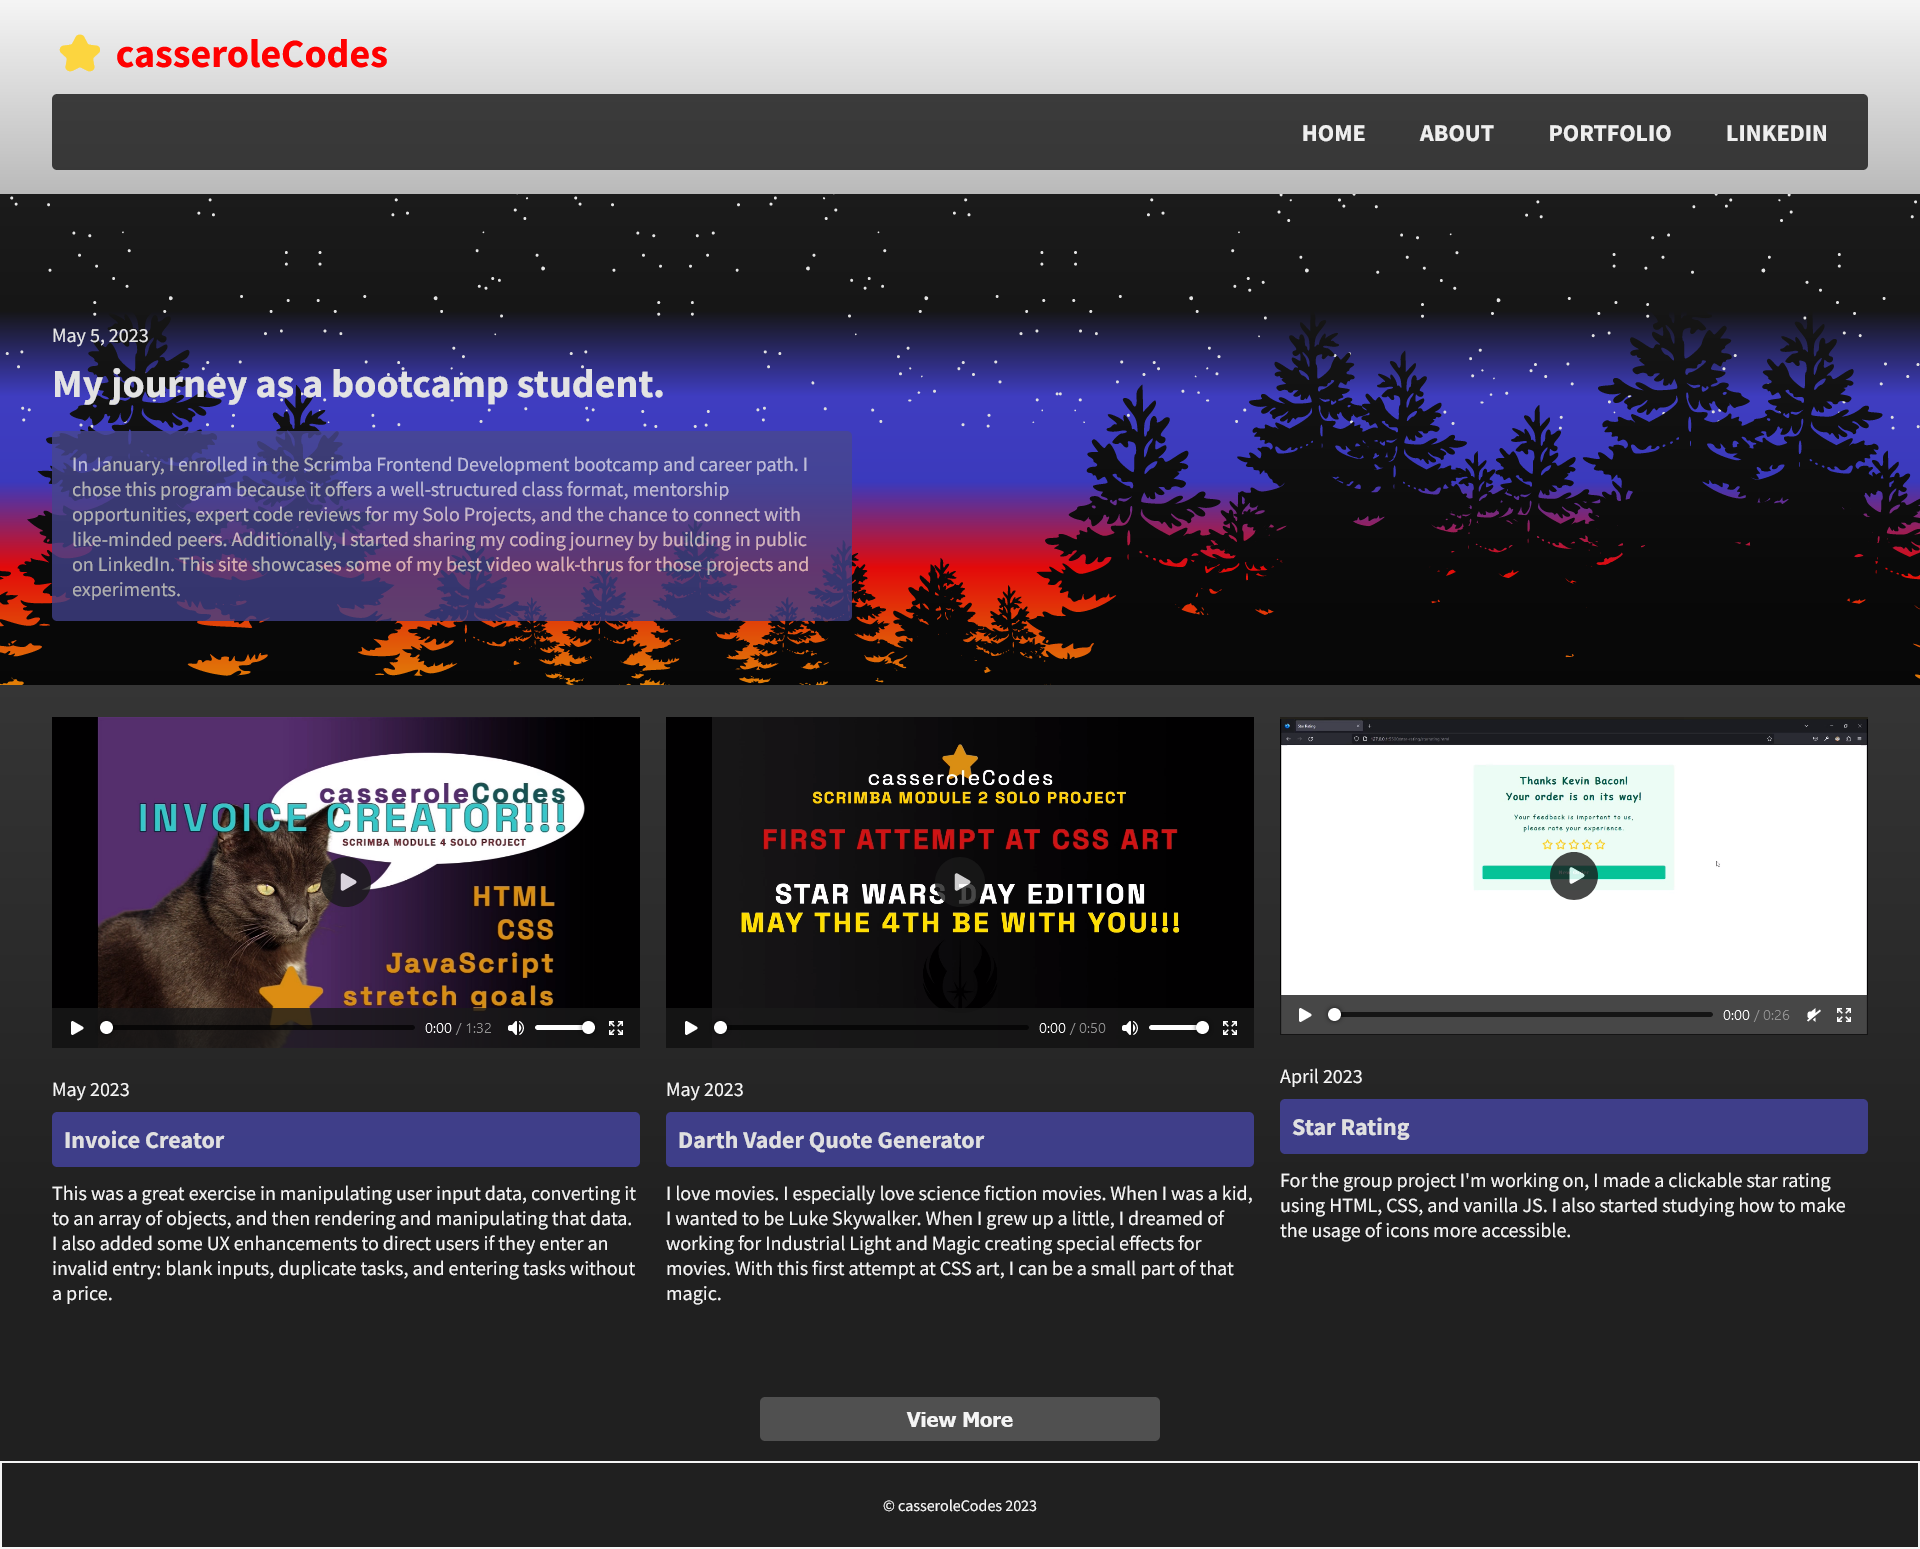 casseroleCodes
HOME ABOUT PORTFOLIO LINKEDIN
May 5, 2023
My journey as a bootcamp student.
In January, I enrolled in the Scrimba Frontend Development bootcamp and career path. I
chose this program because it offers a well-structured class format, mentorship
opportunities, expert code reviews for my Solo Projects, and the chance to connect with
like-minded peers. Additionally, I started sharing my coding journey by building in public
on LinkedIn. This site showcases some of my best video walk-thrus for those projects and
experiments.
casseroleCodes
INVOICE CREATOR!!!
SCRIMBA MODULE 4 SOLO PROJECT
HTML
CSS
JavaScript
stretch goals
0:00 / 1:32
May 2023
Invoice Creator
This was a great exercise in manipulating user input data, converting it
to an array of objects, and then rendering and manipulating that data.
I also added some UX enhancements to direct users if they enter an
invalid entry: blank inputs, duplicate tasks, and entering tasks without
a price.
casseroleCodes
SCRIMBA MODULE 2 SOLO PROJECT
FIRST ATTEMPT AT CSS ART
STAR WARS DAY EDITION
MAY THE 4TH BE WITH YOU!!!
0:00 / 0:50
May 2023
Darth Vader Quote Generator
I love movies. I especially love science fiction movies. When I was a kid,
I wanted to be Luke Skywalker. When I grew up a little, I dreamed of
working for Industrial Light and Magic creating special effects for
movies. With this first attempt at CSS art, I can be a small part of that
magic.
Star Rating
Thanks Kevin Bacon!
Your order is on its way!
Your feedback is important to us,
please rate your experience.
0:00 / 0:26
April 2023
Star Rating
For the group project I'm working on, I made a clickable star rating
using HTML, CSS, and vanilla JS. I also started studying how to make
the usage of icons more accessible.
View More
© casseroleCodes 2023